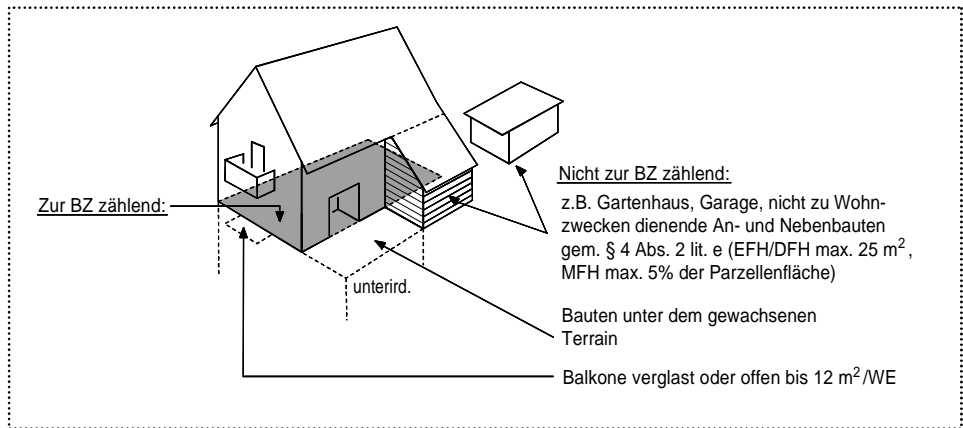 Zur BZ zählend:
unterird.
Nicht zur BZ zählend:
z.B. Gartenhaus, Garage, nicht zu Wohn-
zwecken dienende An- und Nebenbauten
gem. § 4 Abs. 2 lit. e (EFH/DFH max. 25 m²,
MFH max. 5% der Parzellenfläche)
Bauten unter dem gewachsenen
Terrain
Balkone verglast oder offen bis 12 m²/WE